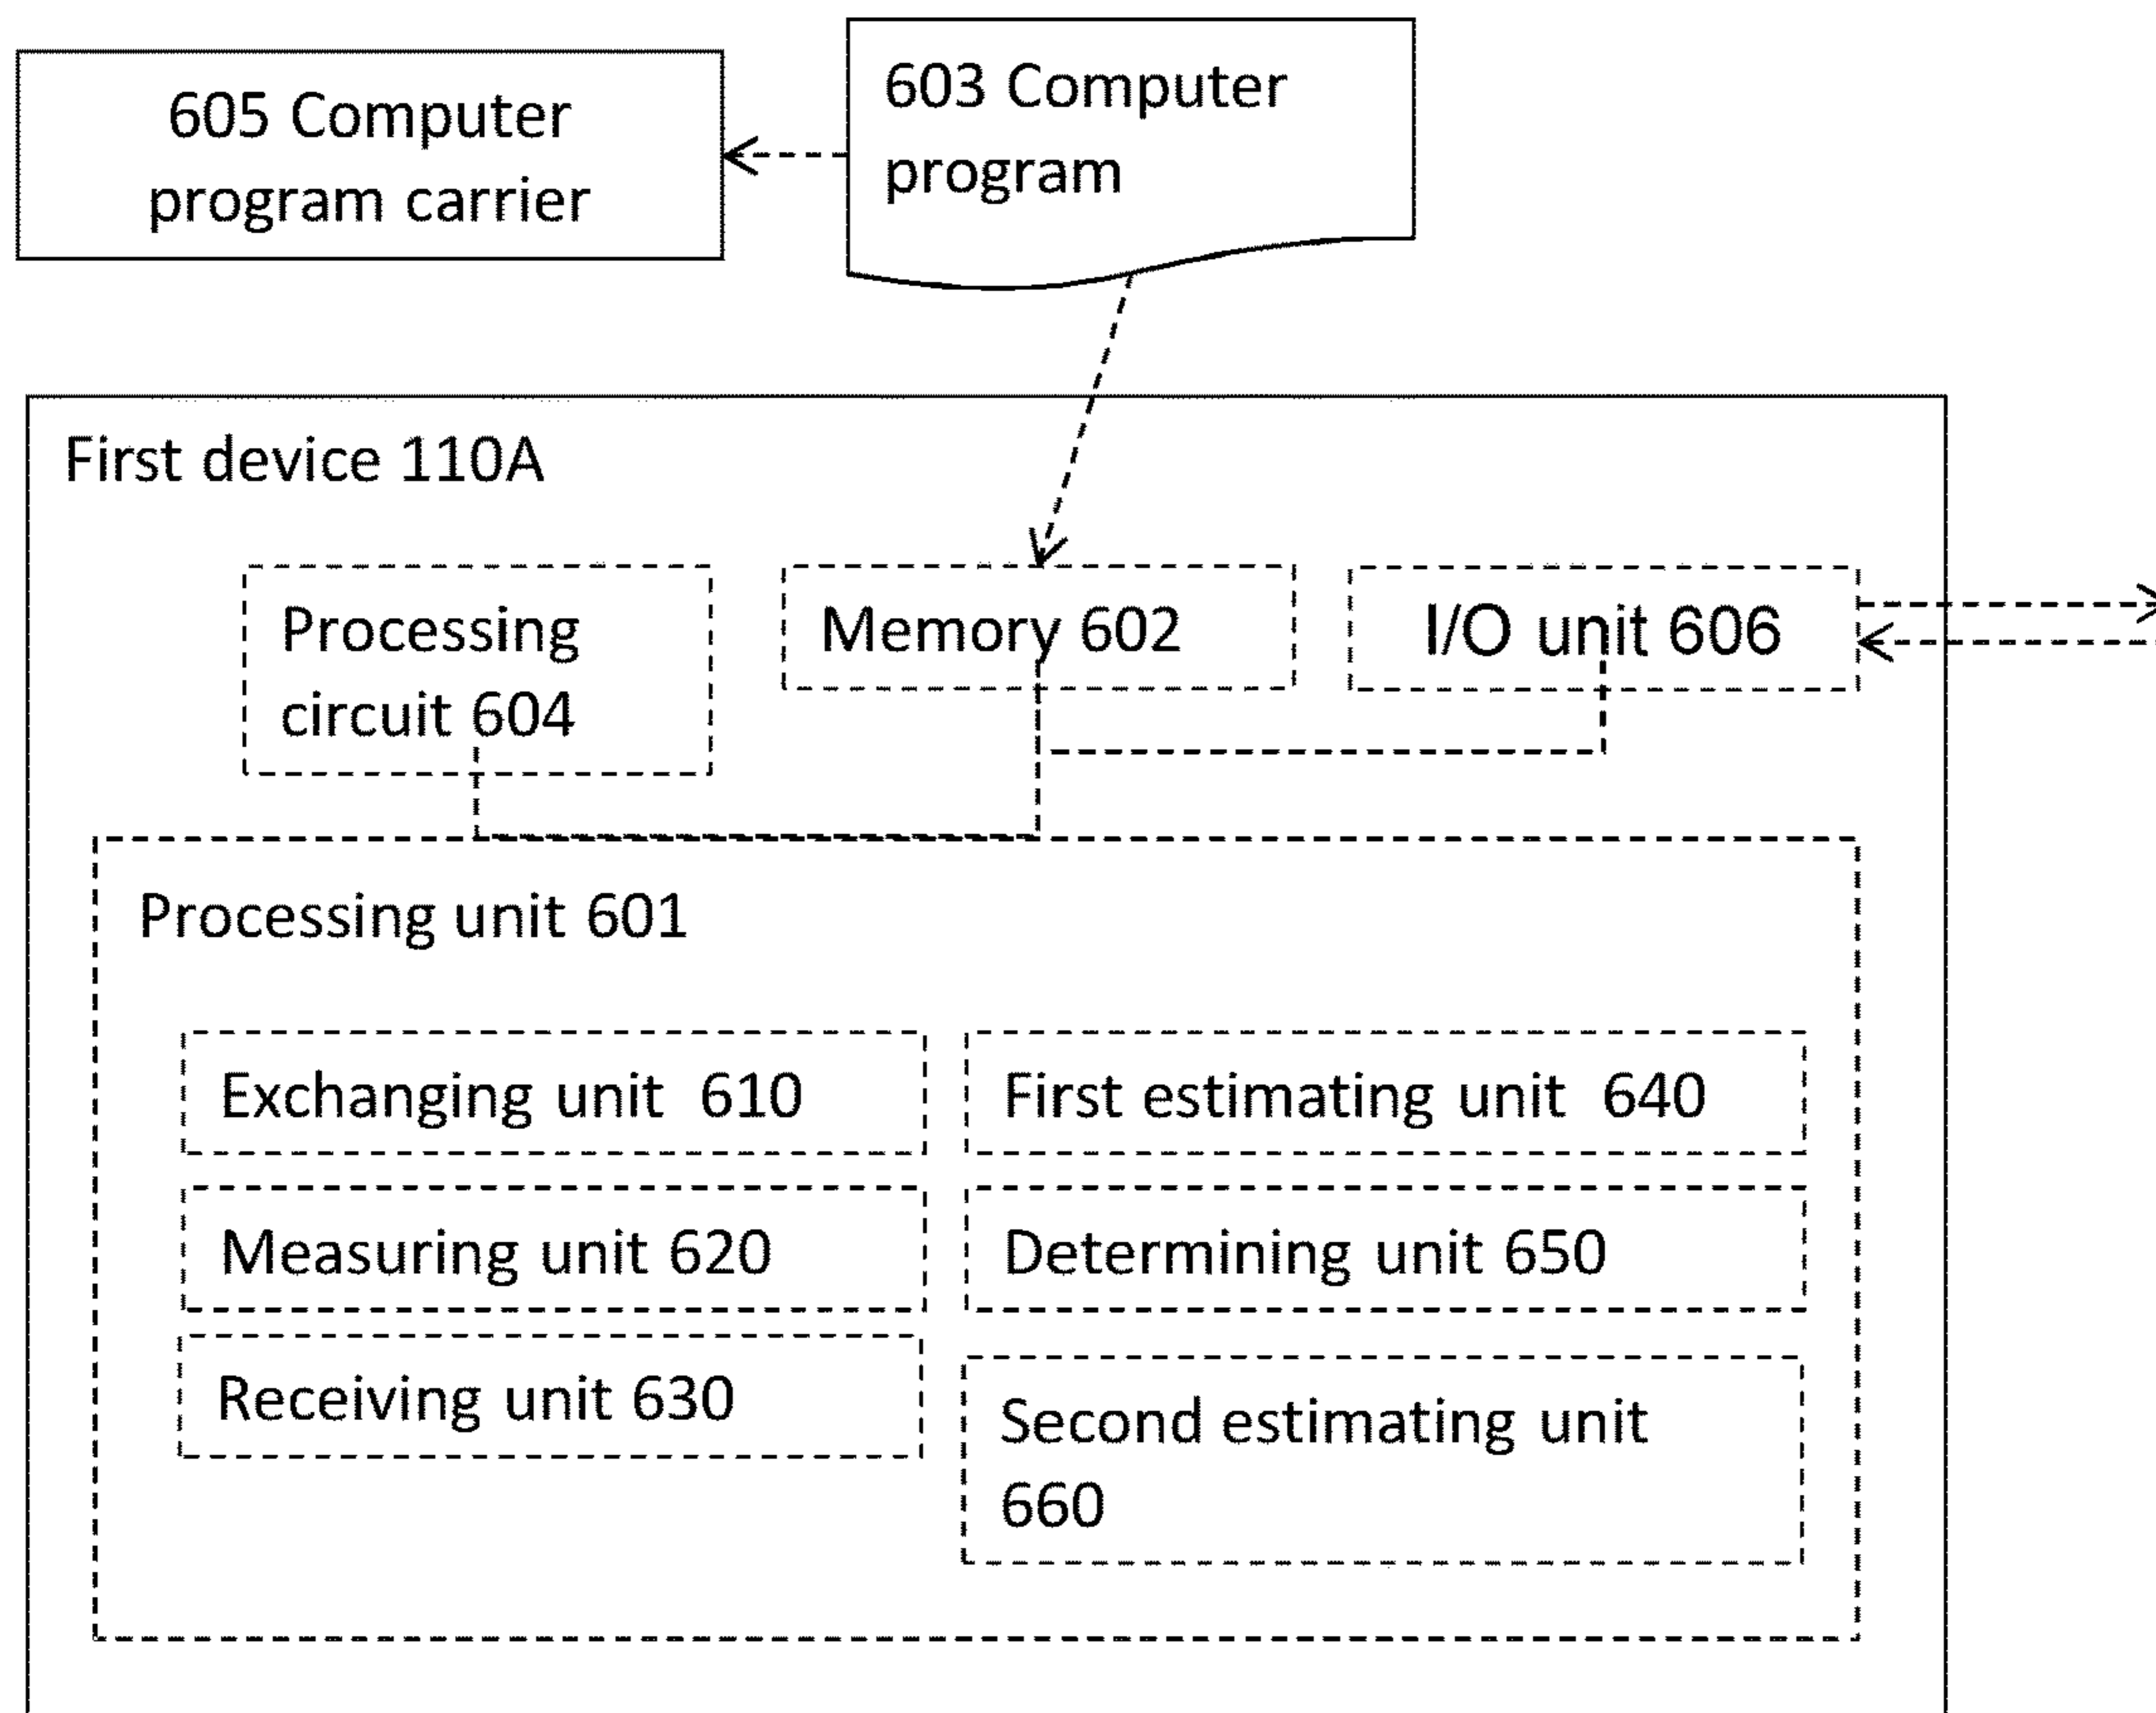 605 Computer
program carrier
603 Computer
program
First device 110A
Processing
circuit 604
Memory 602
I/O unit 606
Processing unit 601
Exchanging unit 610
First estimating unit 640
Measuring unit 620
Determining unit 650
Receiving unit 630
Second estimating unit
660